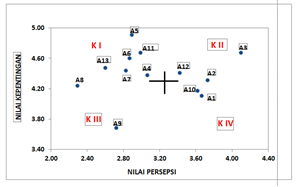 5.00
4.60
4.20
3.80
3.40
NILAI KEPENTINGAN
K I
K II
K III
K IV
A5
A6
A11
A3
A13
A7
A4
A12
A2
A8
A10
A1
A9
2.00
2.40
2.80
3.20
3.60
4.00
4.40
NILAI PERSEPSI